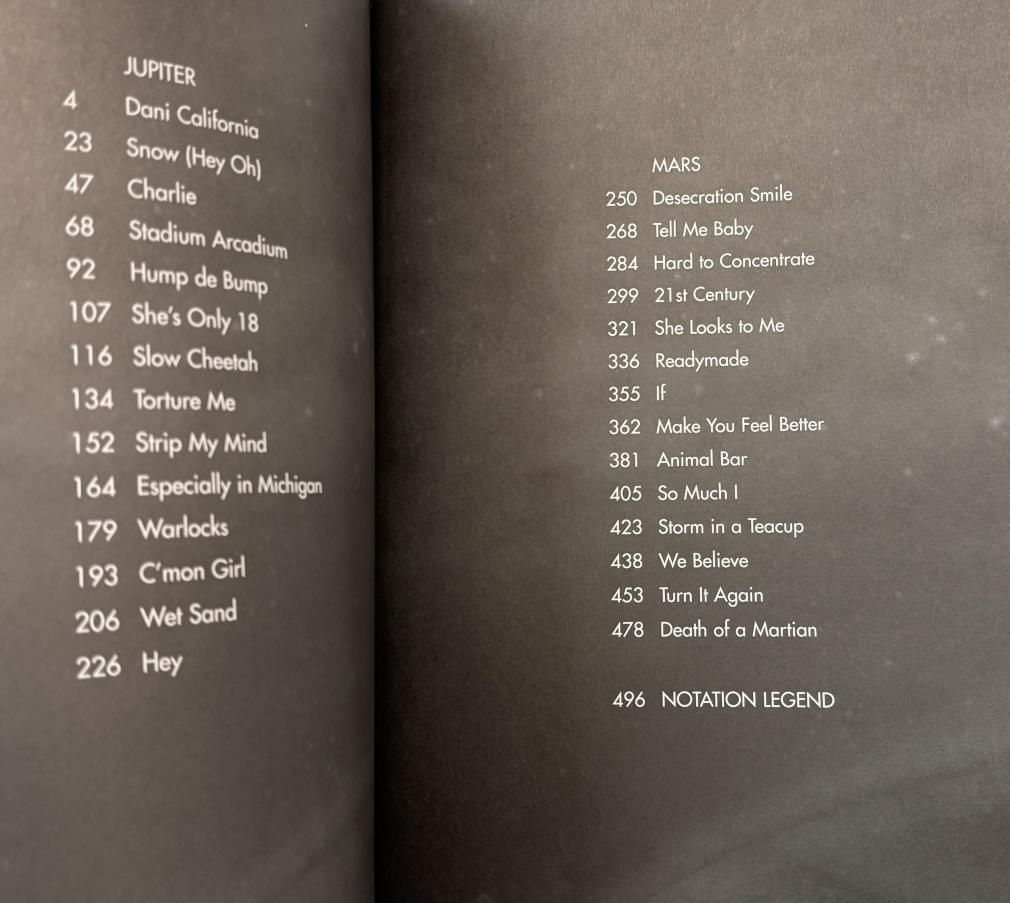 JUPITER
4 Dani California
23 Snow (Hey Oh)
47 Charlie
68 Stadium Arcadium
92 Hump de Bump
107 She's Only 18
116 Slow Cheetah
134 Torture Me
152 Strip My Mind
164 Especially in Michigan
179 Warlocks
193 C'mon Girl
206 Wet Sand
226 Hey
MARS
250 Desecration Smile
268 Tell Me Baby
284 Hard to Concentrate
299 21st Century
321 She Looks to Me
336 Readymade
355 If
362 Make You Feel Better
381 Animal Bar
405 So Much I
423 Storm in a Teacup
438 We Believe
453 Turn It Again
478 Death of a Martian
496 NOTATION LEGEND